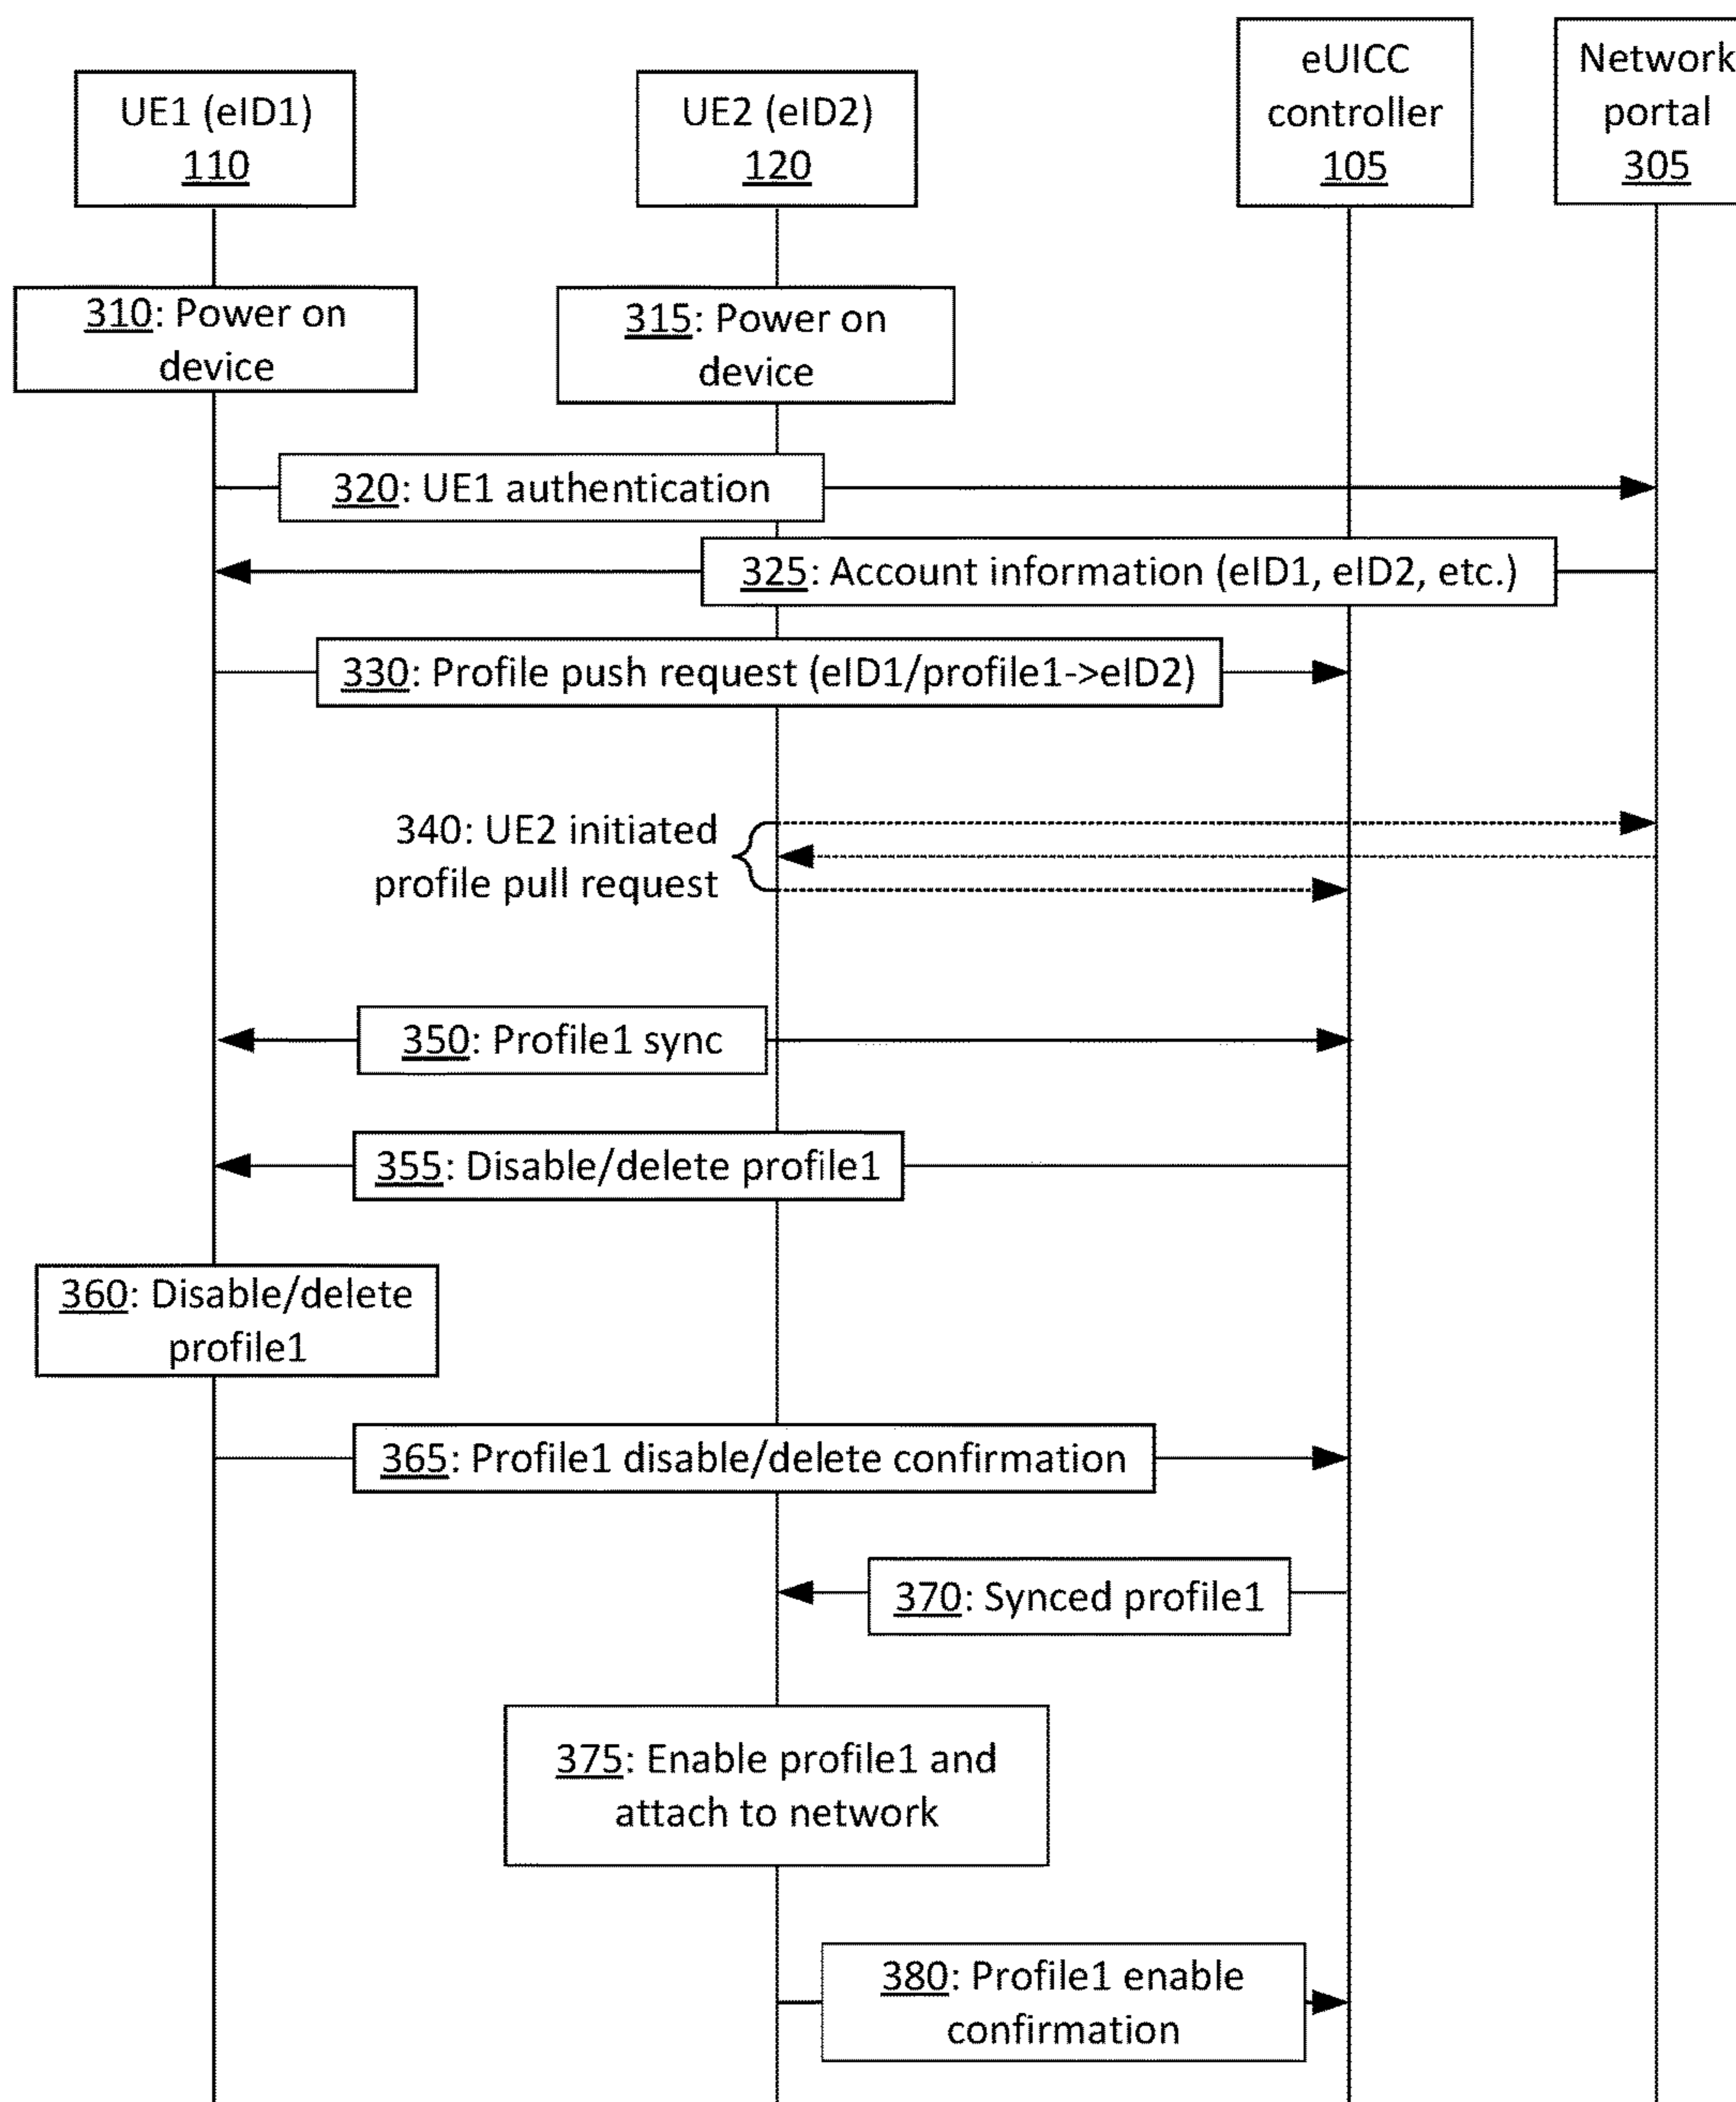 UE1 (eID1)
110
UE2 (eID2)
120
eUICC
controller
105
Network
portal
305
310: Power on
device
315: Power on
device
320: UE1 authentication
325: Account information (eID1, eID2, etc.)
330: Profile push request (eID1/profile1->eID2)
340: UE2 initiated
profile pull request
350: Profile1 sync
355: Disable/delete profile1
360: Disable/delete
profile1
365: Profile1 disable/delete confirmation
370: Synced profile1
375: Enable profile1 and
attach to network
380: Profile1 enable
confirmation